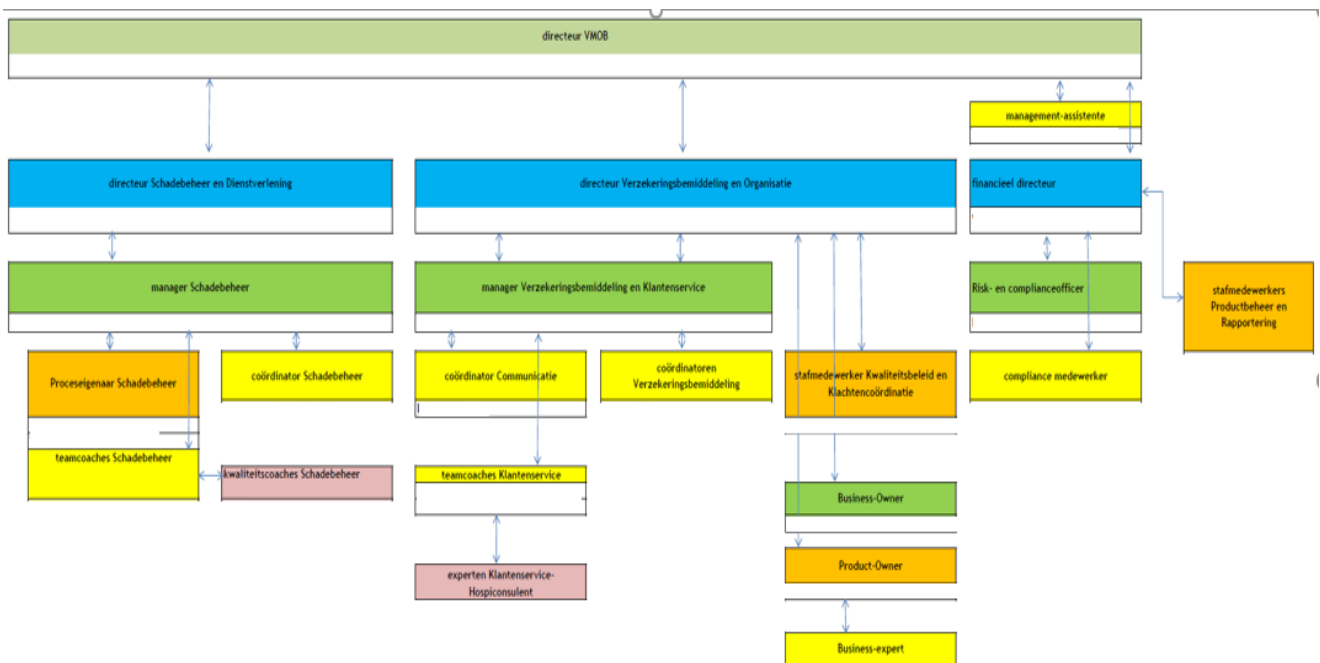 directeur VMOB
management-assistente
directeur Schadebeheer en Dienstverlening
directeur Verzekeringsbemiddeling en Organisatie
financieel directeur
manager Schadebeheer
manager Verzekeringsbemiddeling en Klantenservice
Risk- en complianceofficer
stafmedewerkers
Productbeheer en
Rapportering
Proceseigenaar Schadebeheer
coördinator Schadebeheer
coördinator Communicatie
coördinatoren
Verzekeringsbemiddeling
stafmedewerker Kwaliteitsbeleid en
Klachtencoördinatie
compliance medewerker
teamcoaches Schadebeheer
kwaliteitscoaches Schadebeheer
teamcoaches Klantenservice
Business-Owner
Product-Owner
experten Klantenservice-
Hospiconsulent
Business-expert